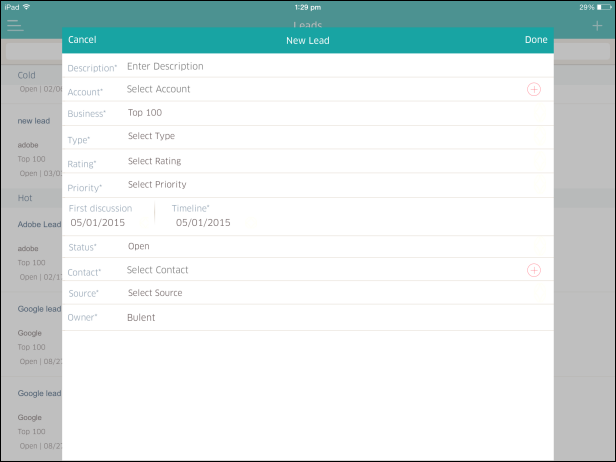 iPad 1:29 pm 29%
Leads
Cancel New Lead Done
Description* Enter Description
Account* Select Account
Business* Top 100
Type* Select Type
Rating* Select Rating
Priority* Select Priority
First discussion Timeline*
05/01/2015 05/01/2015
Status* Open
Contact* Select Contact
Source* Select Source
Owner* Bulent
Cold
Open | 02/0
new lead
adobe
Top 100
Open | 03/0
Hot
Adobe Lead
adobe
Top 100
Open | 02/1
Google lead
Google
Top 100
Open | 08/2
Google lead
Google
Top 100
Open | 08/2